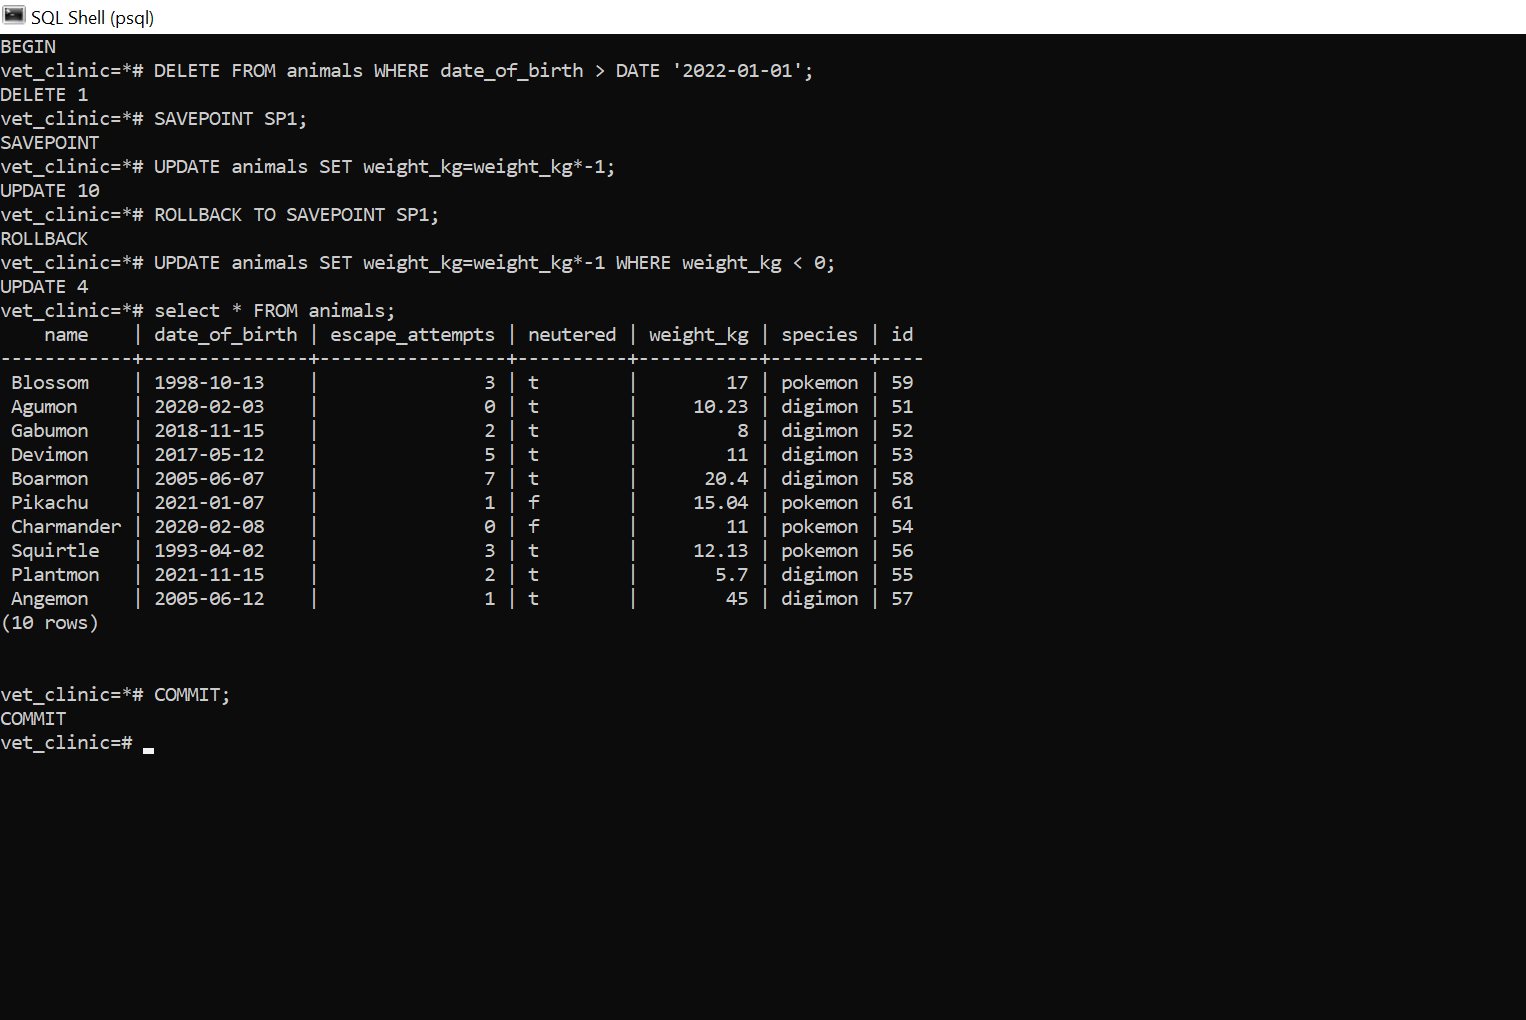 SQL Shell (psql)
BEGIN
vet_clinic=*# DELETE FROM animals WHERE date_of_birth > DATE '2022-01-01';
DELETE 1
vet_clinic=*# SAVEPOINT SP1;
SAVEPOINT
vet_clinic=*# UPDATE animals SET weight_kg=weight_kg*-1;
UPDATE 10
vet_clinic=*# ROLLBACK TO SAVEPOINT SP1;
ROLLBACK
vet_clinic=*# UPDATE animals SET weight_kg=weight_kg*-1 WHERE weight_kg < 0;
UPDATE 4
vet_clinic=*# select * FROM animals;
    name    | date_of_birth | escape_attempts | neutered | weight_kg | species | id
------------+---------------+-----------------+----------+-----------+---------+----
 Blossom    | 1998-10-13    |               3 | t        |        17 | pokemon | 59
 Agumon     | 2020-02-03    |               0 | t        |     10.23 | digimon | 51
 Gabumon    | 2018-11-15    |               2 | t        |         8 | digimon | 52
 Devimon    | 2017-05-12    |               5 | t        |        11 | digimon | 53
 Boarmon    | 2005-06-07    |               7 | t        |      20.4 | digimon | 58
 Pikachu    | 2021-01-07    |               1 | f        |     15.04 | pokemon | 61
 Charmander | 2020-02-08    |               0 | f        |        11 | pokemon | 54
 Squirtle   | 1993-04-02    |               3 | t        |     12.13 | pokemon | 56
 Plantmon   | 2021-11-15    |               2 | t        |       5.7 | digimon | 55
 Angemon    | 2005-06-12    |               1 | t        |        45 | digimon | 57
(10 rows)
vet_clinic=*# COMMIT;
COMMIT
vet_clinic=#